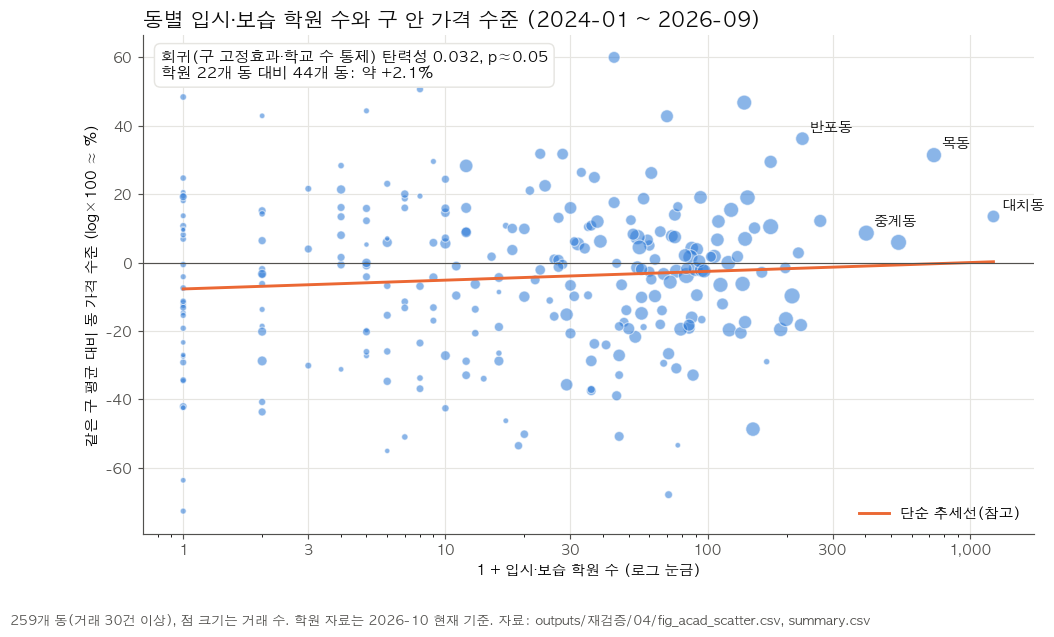 동별 입시·보습 학원 수와 구 안 가격 수준 (2024-01 ~ 2026-09)
회귀(구 고정효과·학교 수 통제) 탄력성 0.032, p≈0.05
학원 22개 동 대비 44개 동: 약 +2.1%
같은 구 평균 대비 동 가격 수준 (log×100 ≈ %)
60
40
20
0
-20
-40
-60
반포동
목동
대치동
중계동
단순 추세선(참고)
1
3
10
30
100
300
1,000
1 + 입시·보습 학원 수 (로그 눈금)
259개 동(거래 30건 이상), 점 크기는 거래 수. 학원 자료는 2026-10 현재 기준. 자료: outputs/재검증/04/fig_acad_scatter.csv, summary.csv